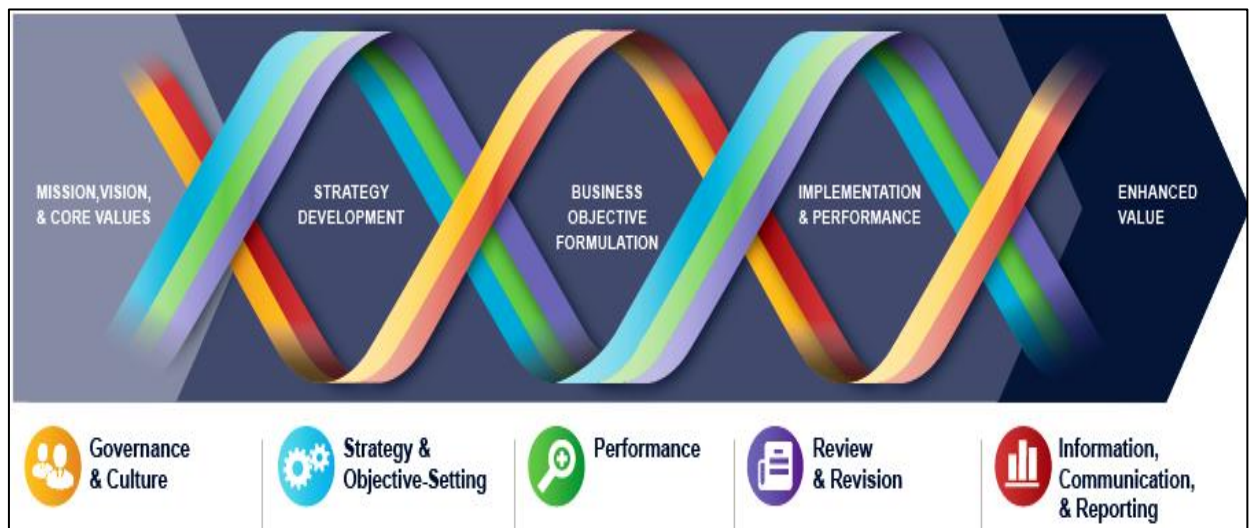 MISSION,VISION,
& CORE VALUES
STRATEGY
DEVELOPMENT
BUSINESS
OBJECTIVE
FORMULATION
IMPLEMENTATION
& PERFORMANCE
ENHANCED
VALUE
Governance
& Culture
Strategy &
Objective-Setting
Performance
Review
& Revision
Information,
Communication,
& Reporting